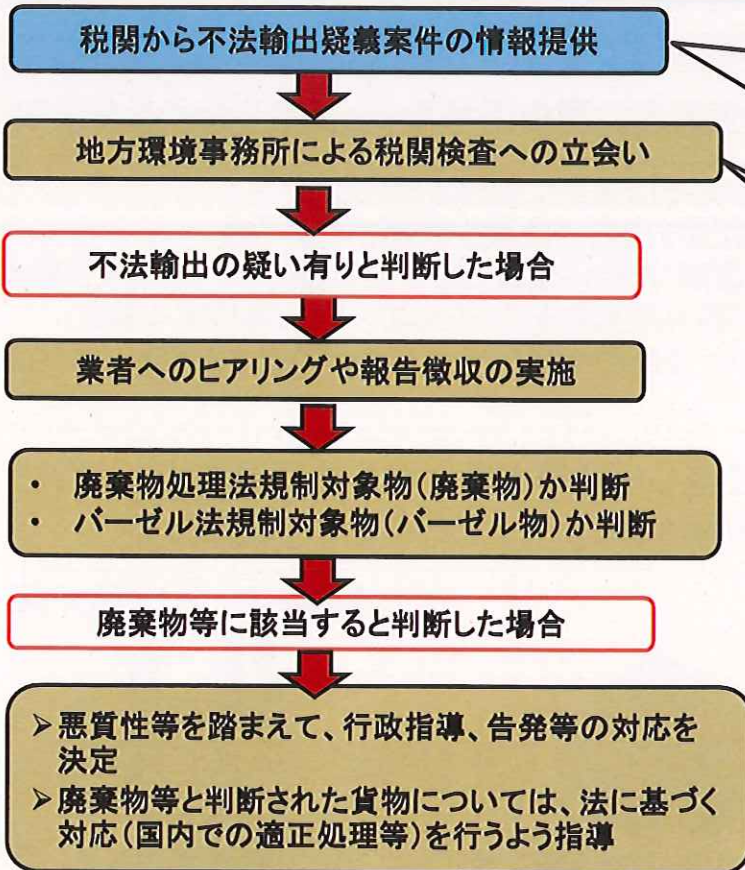 税関から不法輸出疑義案件の情報提供
地方環境事務所による税関検査への立会い
不法輸出の疑い有りと判断した場合
業者へのヒアリングや報告徴収の実施
・ 廃棄物処理法規制対象物(廃棄物)か判断
・ バーゼル法規制対象物(バーゼル物)か判断
廃棄物等に該当すると判断した場合
➢悪質性等を踏まえて、行政指導、告発等の対応を
決定
➢廃棄物等と判断された貨物については、法に基づく
対応(国内での適正処理等)を行うよう指導